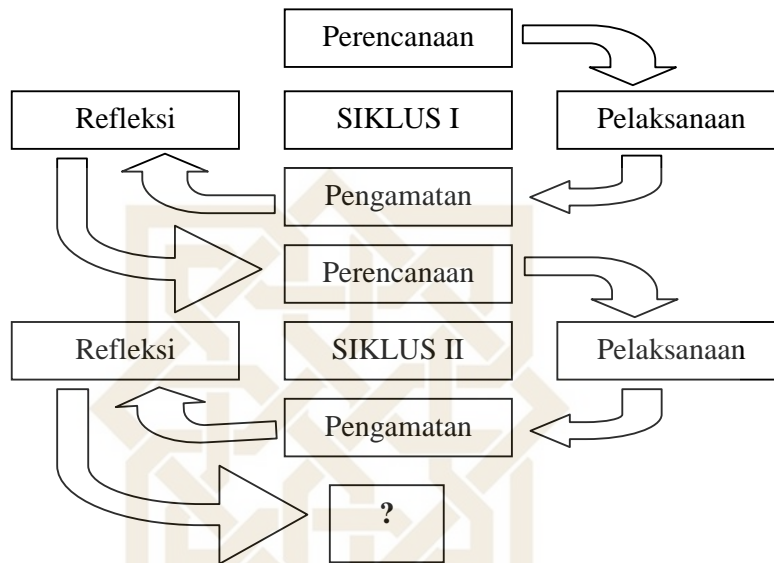 Perencanaan
Refleksi
SIKLUS I
Pelaksanaan
Pengamatan
Perencanaan
Refleksi
SIKLUS II
Pelaksanaan
Pengamatan
?